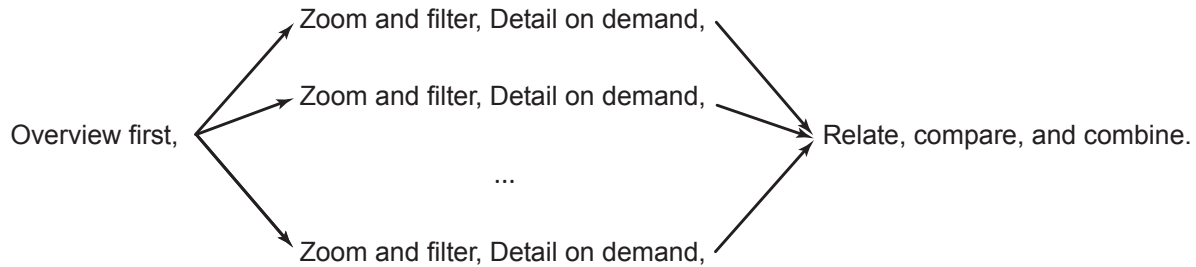 Zoom and filter, Detail on demand,
Zoom and filter, Detail on demand,
Overview first,
Relate, compare, and combine.
...
Zoom and filter, Detail on demand,